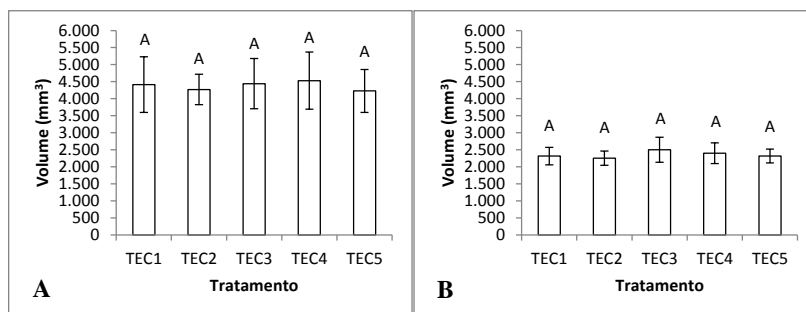 6.000
5.500
5.000
4.500
4.000
3.500
3.000
2.500
2.000
1.500
1.000
500
0
Volume (mm³)
A A A A A
TEC1 TEC2 TEC3 TEC4 TEC5
Tratamento
A
6.000
5.500
5.000
4.500
4.000
3.500
3.000
2.500
2.000
1.500
1.000
500
0
Volume (mm³)
A A A A A
TEC1 TEC2 TEC3 TEC4 TEC5
Tratamento
B